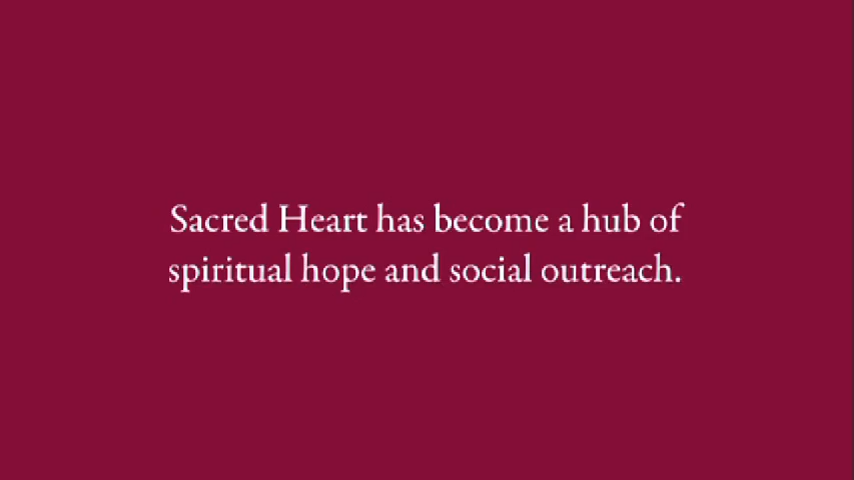 Sacred Heart has become a hub of
spiritual hope and social outreach.